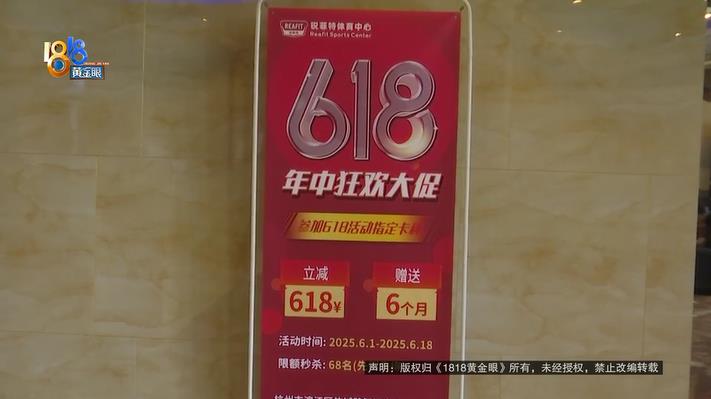 1818
黄金眼
REAFIT 锐菲特体育中心
Reafit Sports Center
618
年中狂欢大促
参加618活动指定卡种
立减
618¥
赠送
6个月
活动时间: 2025.6.1-2025.6.18
限额秒杀: 68名(先
声明：版权归《1818黄金眼》所有，未经授权，禁止改编转载